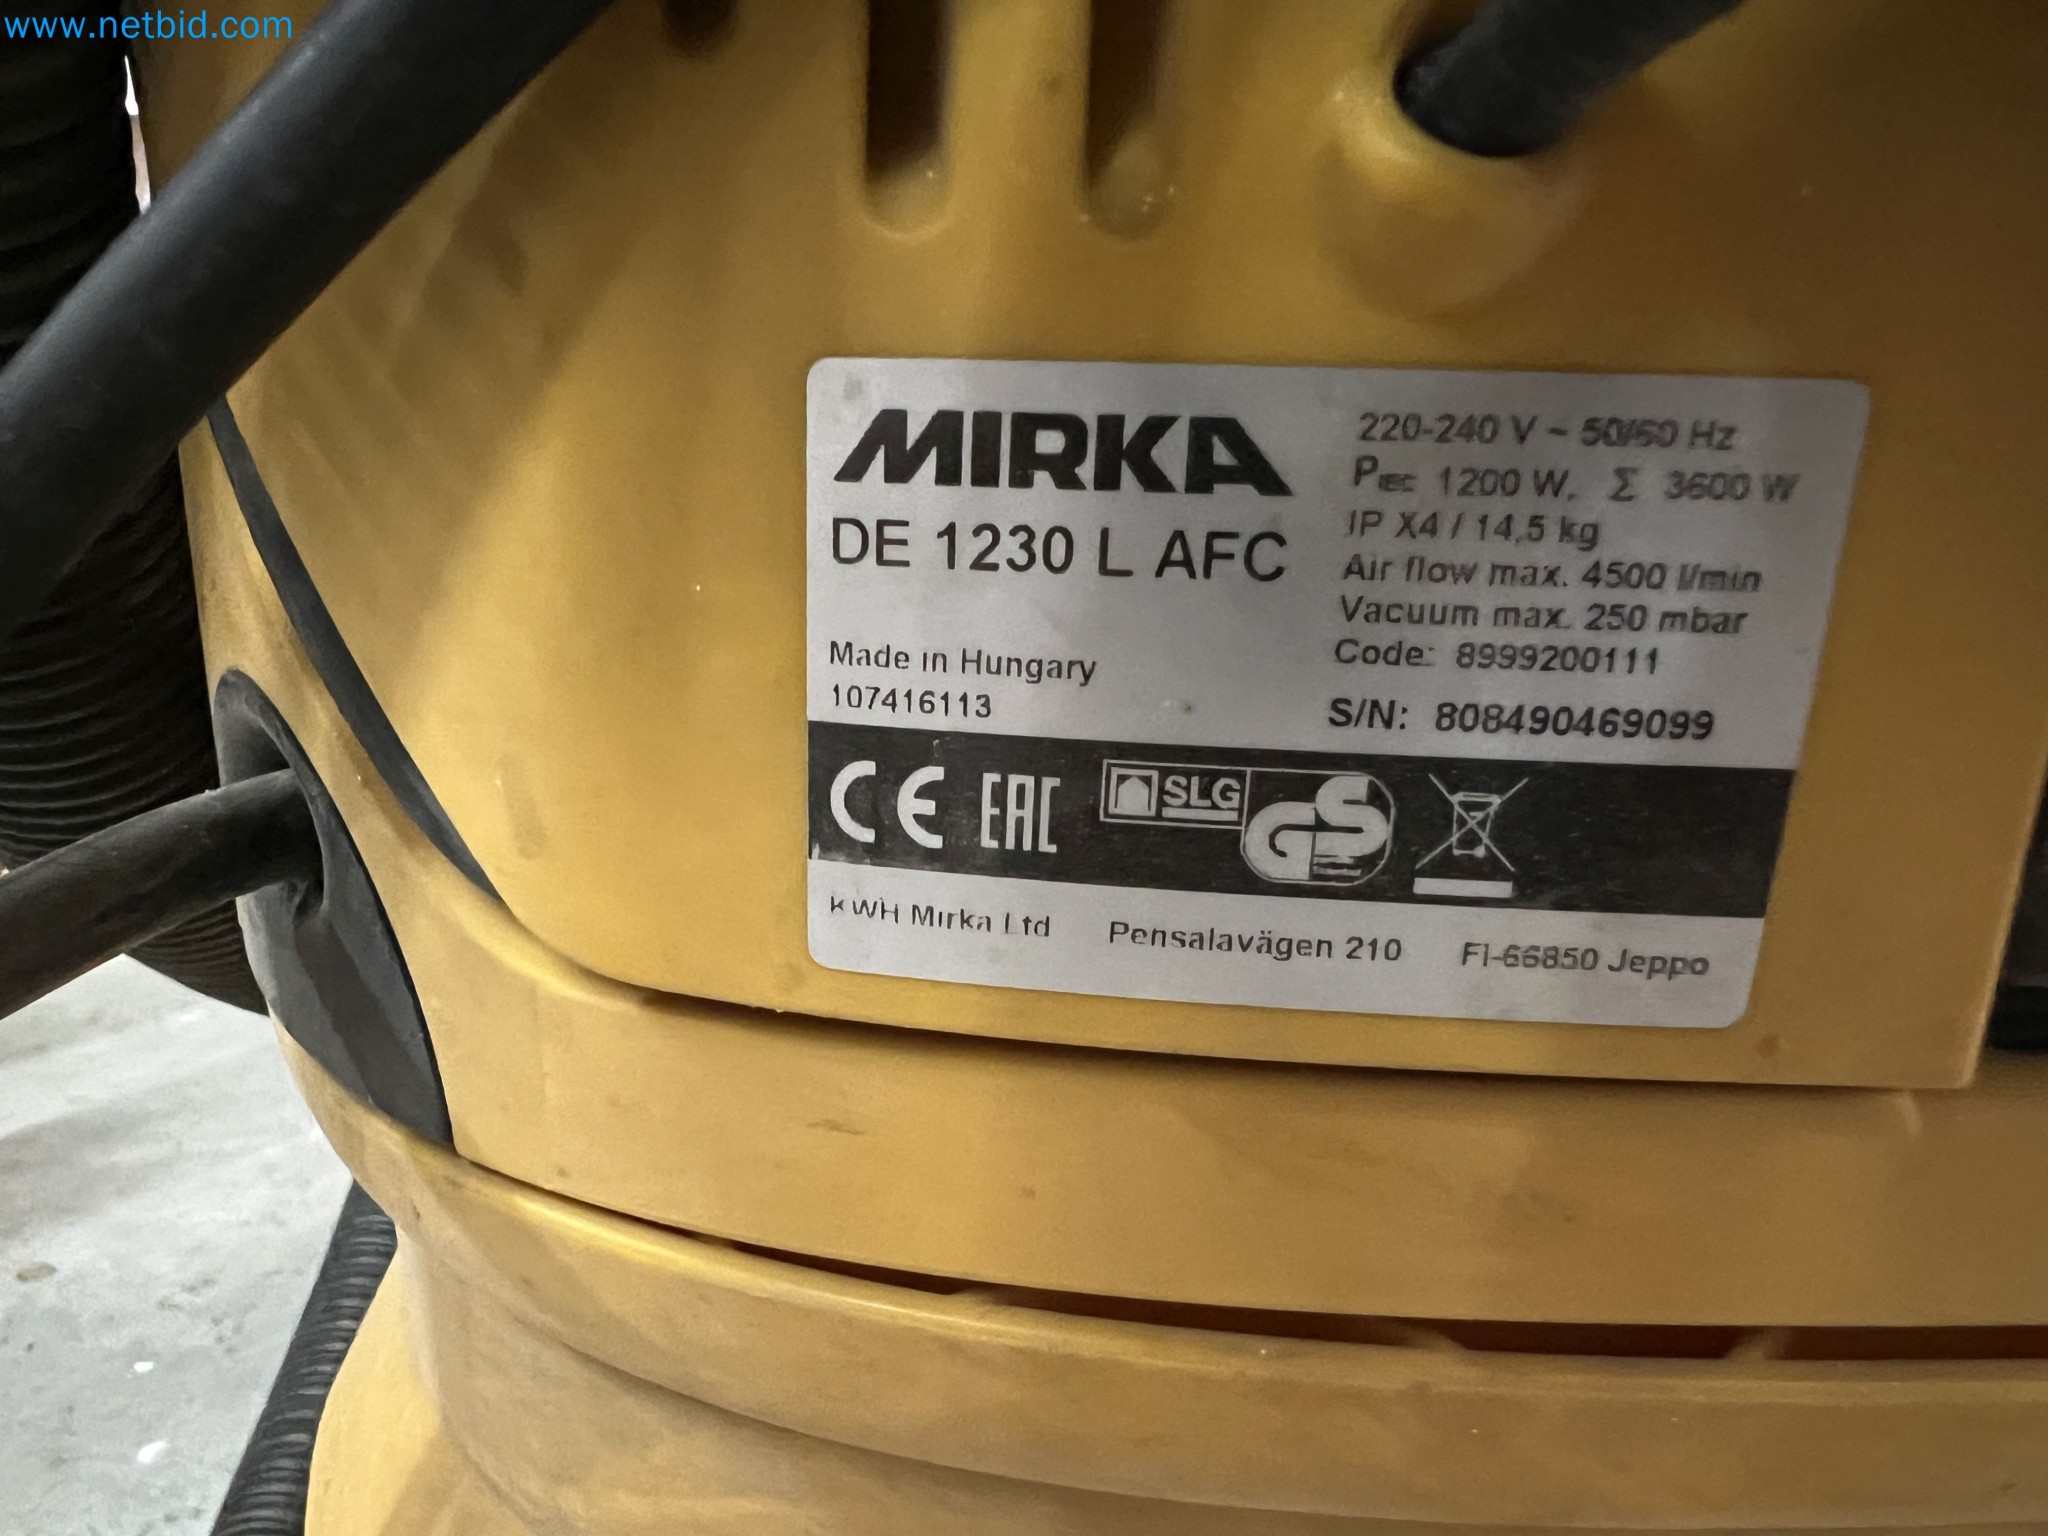 www.netbid.com
MIRKA
DE 1230 L AFC
Made in Hungary
107416113
220-240 V ~ 50/60 Hz
PIEC 1200 W, Σ 3600 W
IP X4 / 14,5 kg
Air flow max. 4500 l/min
Vacuum max. 250 mbar
Code: 8999200111
S/N: 808490469099
CE EAC SLG GS
KWH Mirka Ltd Pensalavägen 210 FI-66850 Jeppo